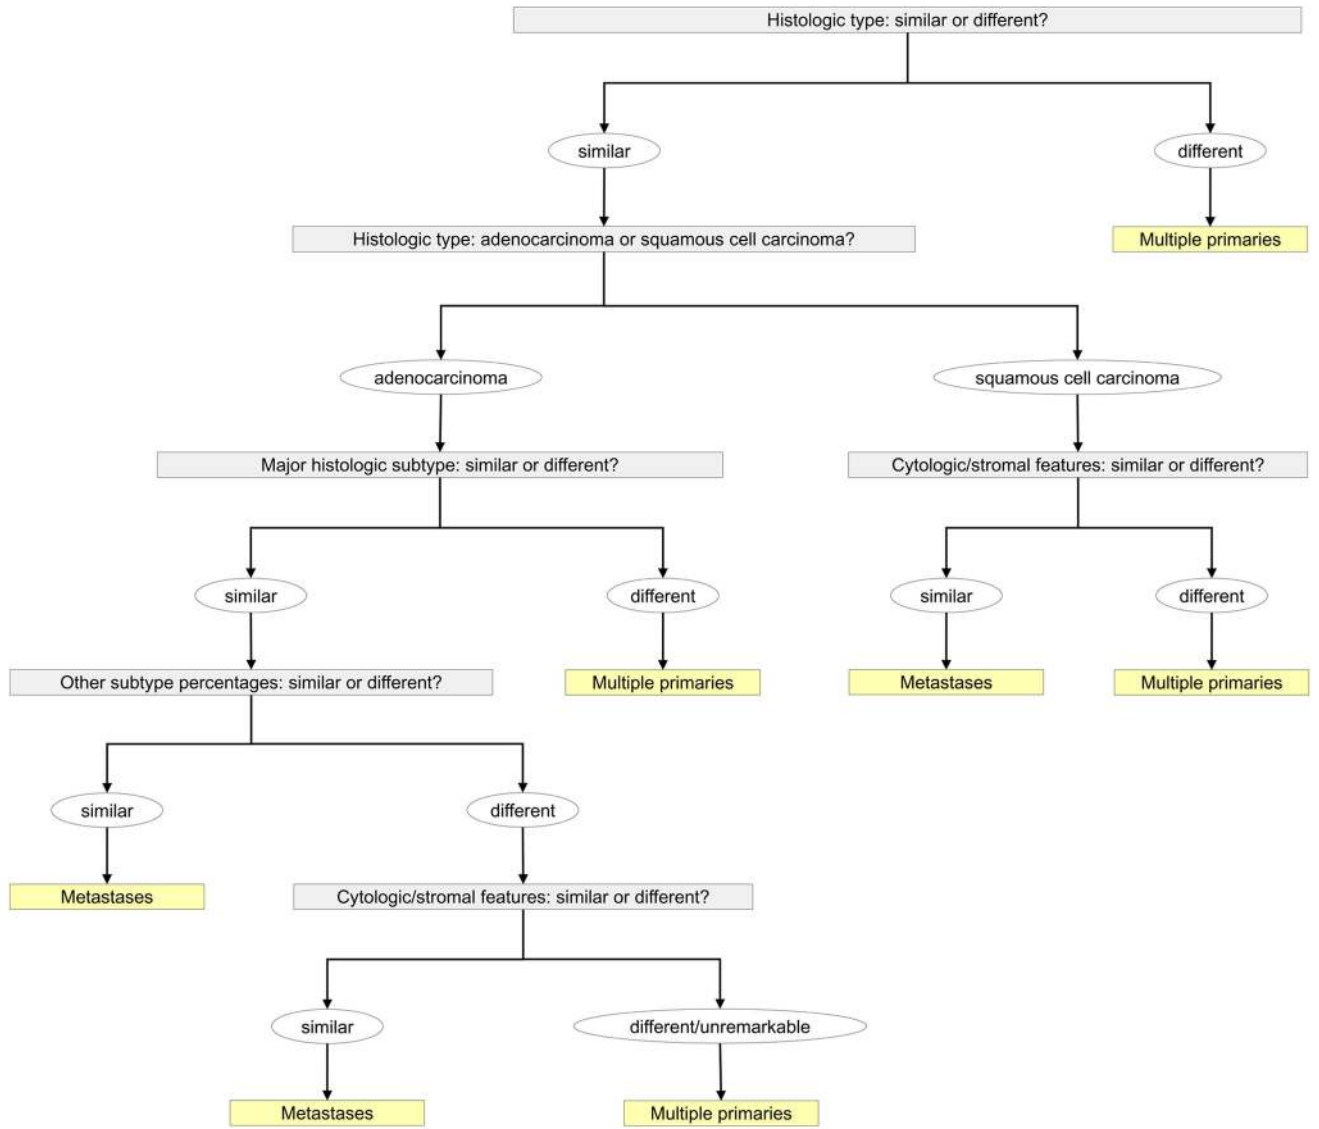 Histologic type: similar or different?
similar
different
Histologic type: adenocarcinoma or squamous cell carcinoma?
Multiple primaries
adenocarcinoma
squamous cell carcinoma
Major histologic subtype: similar or different?
Cytologic/stromal features: similar or different?
similar
different
similar
different
Other subtype percentages: similar or different?
Multiple primaries
Metastases
Multiple primaries
similar
different
Metastases
Cytologic/stromal features: similar or different?
similar
different/unremarkable
Metastases
Multiple primaries